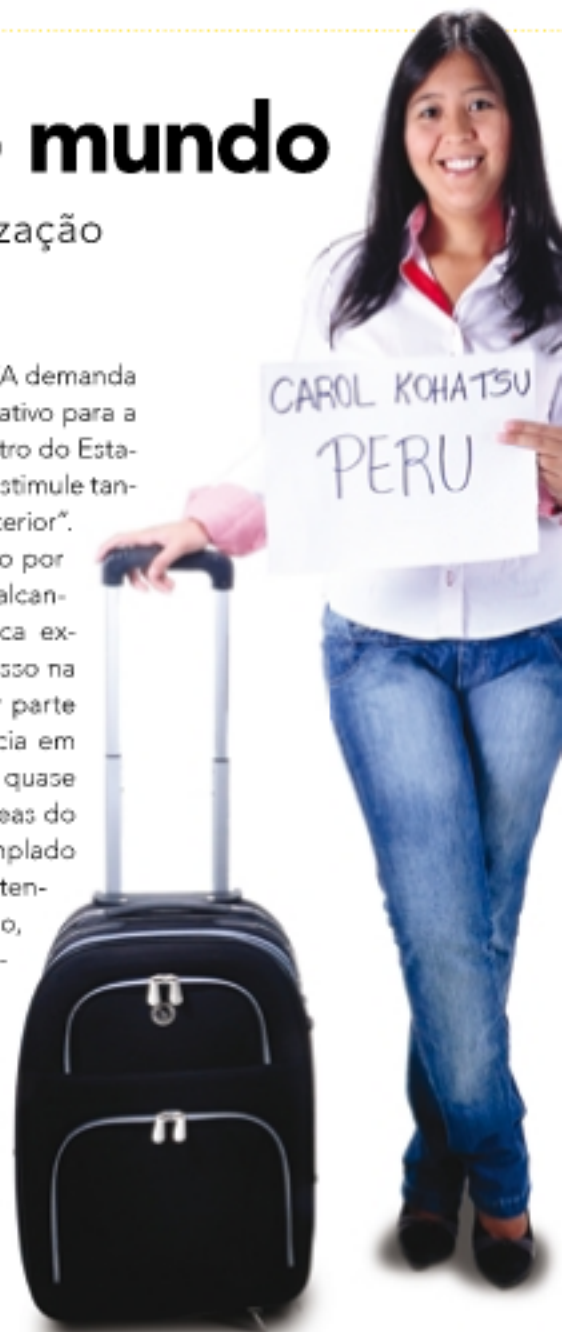 mundo
zação
A demanda
ativo para a
tro do Esta-
stimule tan-
terior".
o por
alcan-
ca ex-
sso na
parte
cia em
quase
eas do
nplado
ten-
o,
-
CAROL KOHATSU
PERU